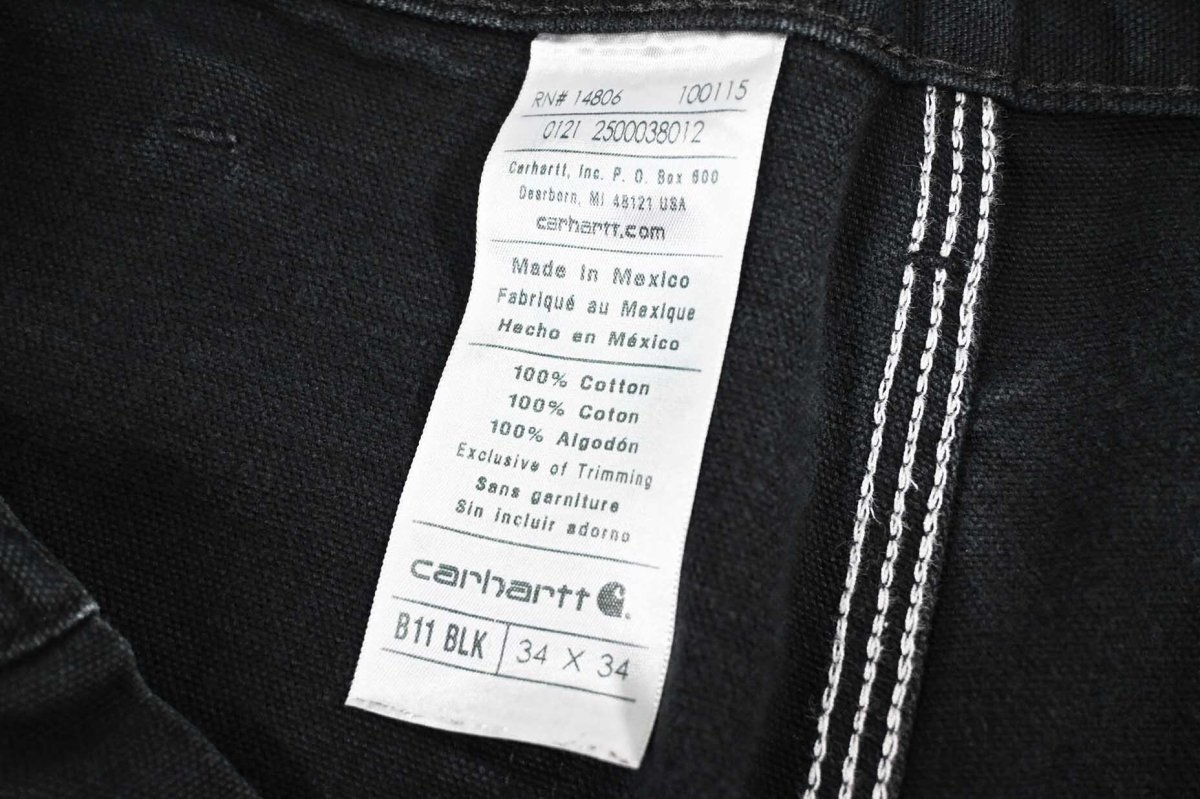 RN# 14806 100115
0121 2500038012
Carhartt, Inc. P. O. Box 600
Dearborn, MI 48121 USA
carhartt.com
Made in Mexico
Fabriqué au Mexique
Hecho en México
100% Cotton
100% Coton
100% Algodón
Exclusive of Trimming
Sans garniture
Sin incluir adorno
carhartt
B11 BLK 34 X 34